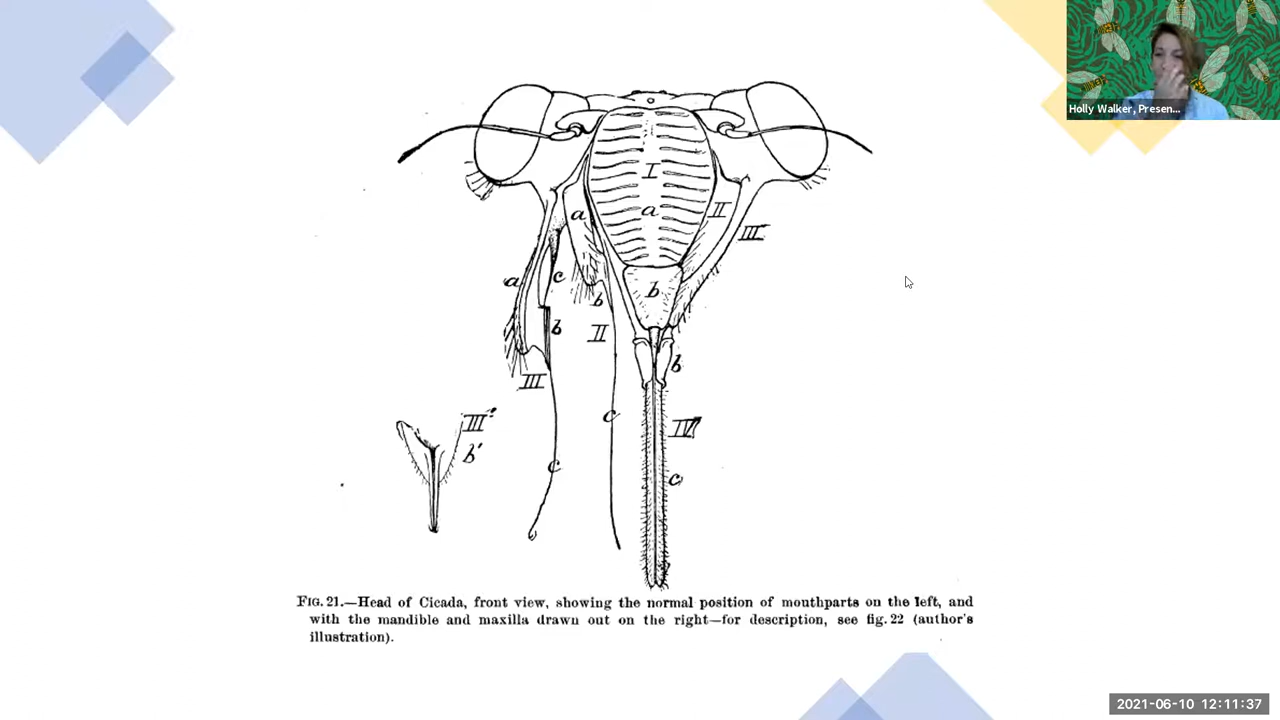 Holly Walker, Presen...
I
a
a
II
III
a
c
b
b
b
II
III
b
c
IV
III'
b'
c
c
FIG. 21.—Head of Cicada, front view, showing the normal position of mouthparts on the left, and
with the mandible and maxilla drawn out on the right—for description, see fig. 22 (author's
illustration).
2021-06-10 12:11:37